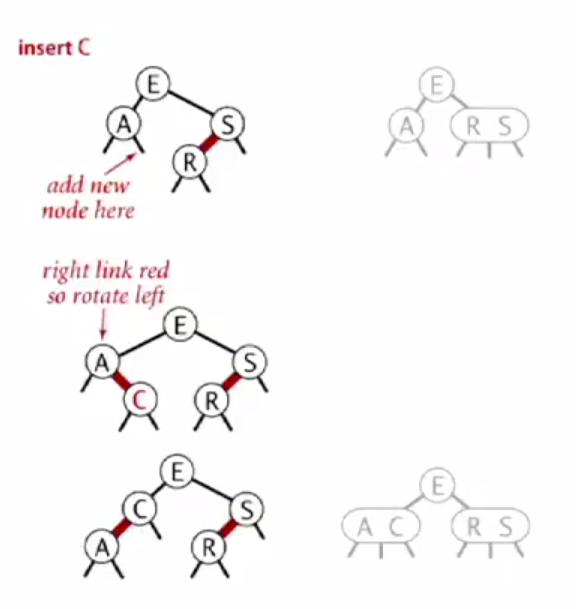 insert C
E
E
A
S
A
R S
R
add new
node here
right link red
so rotate left
E
A
S
C
R
E
E
C
S
A C
R S
A
R